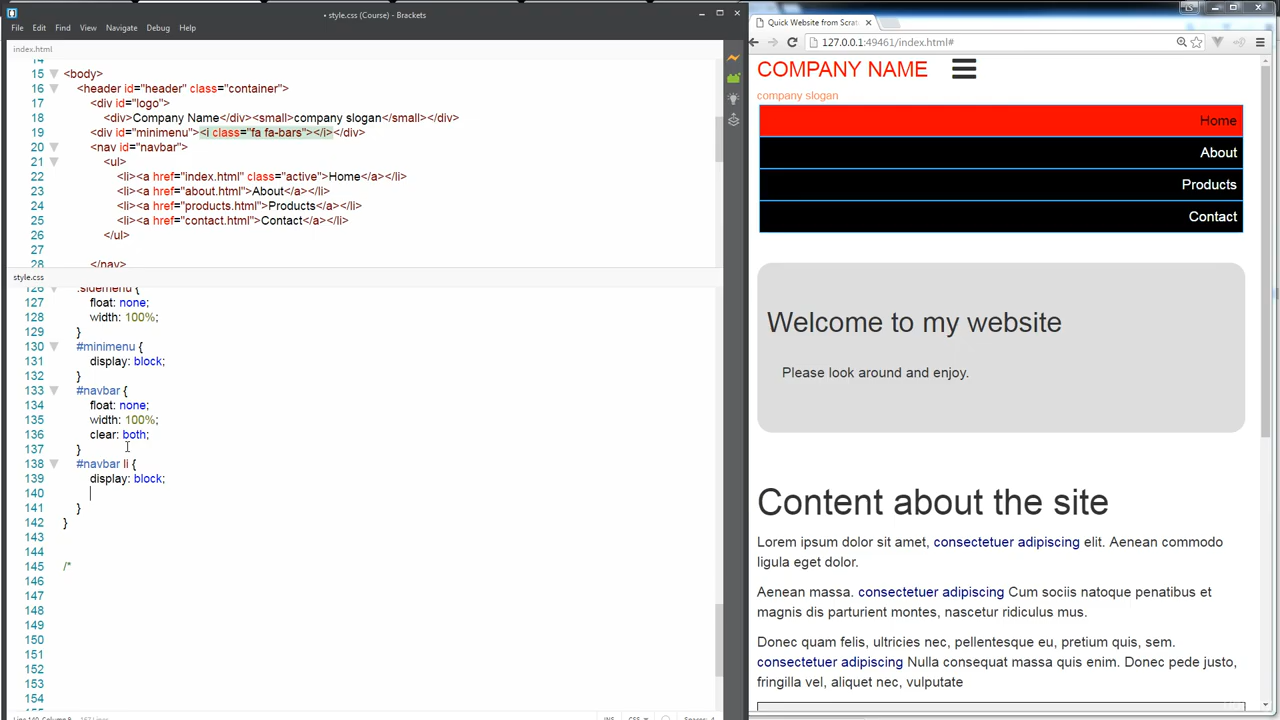 • style.css (Course) - Brackets
File Edit Find View Navigate Debug Help
index.html
14
15 <body>
16 <header id="header" class="container">
17 <div id="logo">
18 <div>Company Name</div><small>company slogan</small></div>
19 <div id="minimenu"><i class="fa fa-bars"></i></div>
20 <nav id="navbar">
21 <ul>
22 <li><a href="index.html" class="active">Home</a></li>
23 <li><a href="about.html">About</a></li>
24 <li><a href="products.html">Products</a></li>
25 <li><a href="contact.html">Contact</a></li>
26 </ul>
27
28 </nav>
style.css
126 .sidemenu {
127 float: none;
128 width: 100%;
129 }
130 #minimenu {
131 display: block;
132 }
133 #navbar {
134 float: none;
135 width: 100%;
136 clear: both;
137 }
138 #navbar li {
139 display: block;
140
141 }
142 }
143
144
145 /*
146
147
148
149
150
151
152
153
154
INS CSS Spaces: 4
Quick Website from Scrat
127.0.0.1:49461/index.html#
COMPANY NAME
company slogan
Home
About
Products
Contact
Welcome to my website
Please look around and enjoy.
Content about the site
Lorem ipsum dolor sit amet, consectetuer adipiscing elit. Aenean commodo
ligula eget dolor.
Aenean massa. consectetuer adipiscing Cum sociis natoque penatibus et
magnis dis parturient montes, nascetur ridiculus mus.
Donec quam felis, ultricies nec, pellentesque eu, pretium quis, sem.
consectetuer adipiscing Nulla consequat massa quis enim. Donec pede justo,
fringilla vel, aliquet nec, vulputate